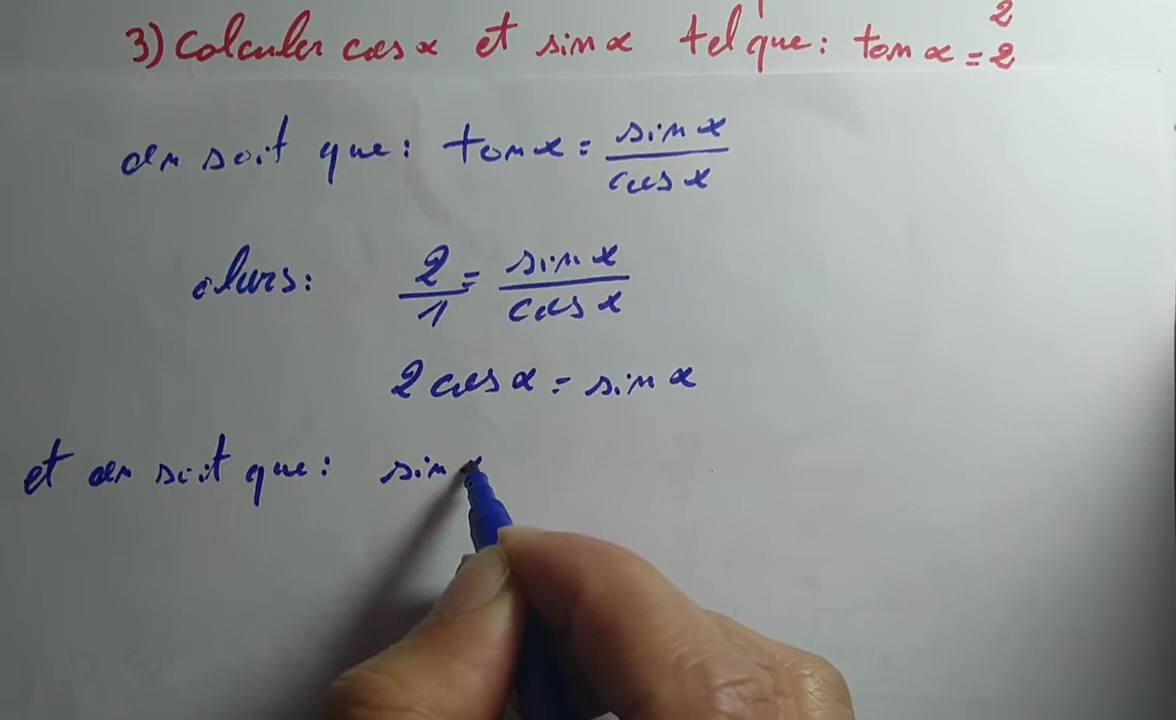 2
3) Calculer cos α et sin α tel que: tan α = 2
on sait que: tan α = sin α / cos α
alors: 2/1 = sin α / cos α
2 cos α = sin α
et on sait que: sin α